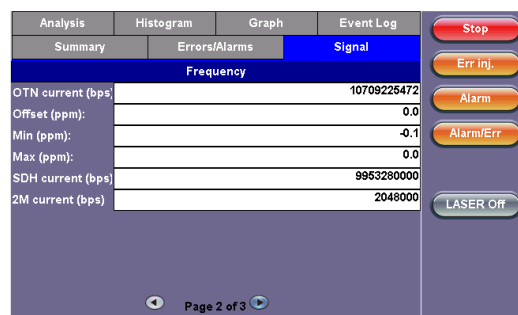 Analysis Histogram Graph Event Log
Summary Errors/Alarms Signal
Frequency
OTN current (bps) 10709225472
Offset (ppm): 0.0
Min (ppm): -0.1
Max (ppm): 0.0
SDH current (bps) 9953280000
2M current (bps) 2048000
Page 2 of 3
Stop
Err inj.
Alarm
Alarm/Err
LASER Off